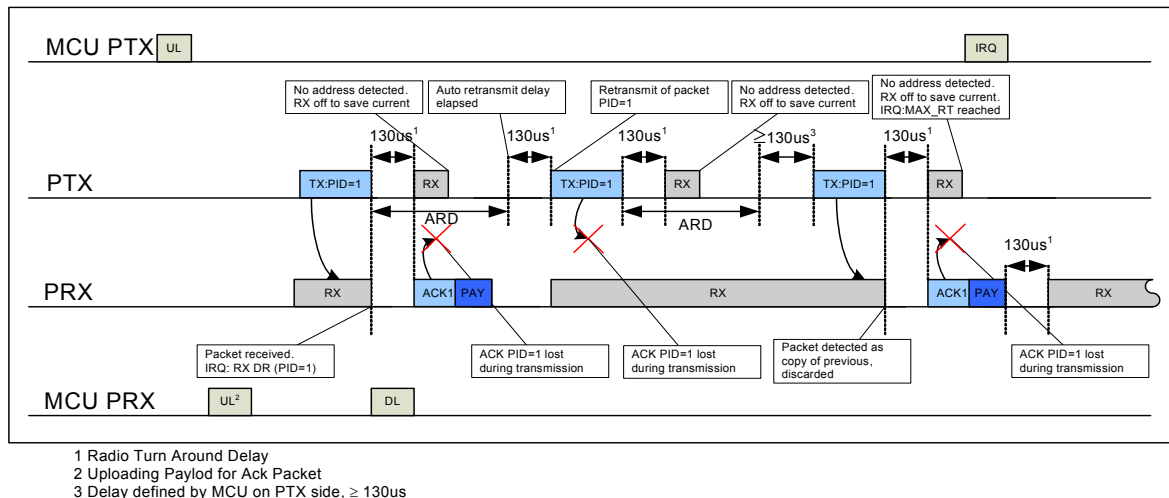 MCU PTX
UL
IRQ
No address detected.
RX off to save current
Auto retransmit delay
elapsed
Retransmit of packet
PID=1
No address detected.
RX off to save current
No address detected.
RX off to save current.
IRQ:MAX_RT reached
130us1
130us1
130us1
≥130us3
130us1
PTX
TX:PID=1
RX
TX:PID=1
RX
TX:PID=1
RX
ARD
ARD
130us1
PRX
RX
ACK1
PAY
RX
ACK1
PAY
RX
Packet received.
IRQ: RX DR (PID=1)
ACK PID=1 lost
during transmission
ACK PID=1 lost
during transmission
Packet detected as
copy of previous,
discarded
ACK PID=1 lost
during transmission
MCU PRX
UL2
DL
1 Radio Turn Around Delay
2 Uploading Paylod for Ack Packet
3 Delay defined by MCU on PTX side, ≥ 130us